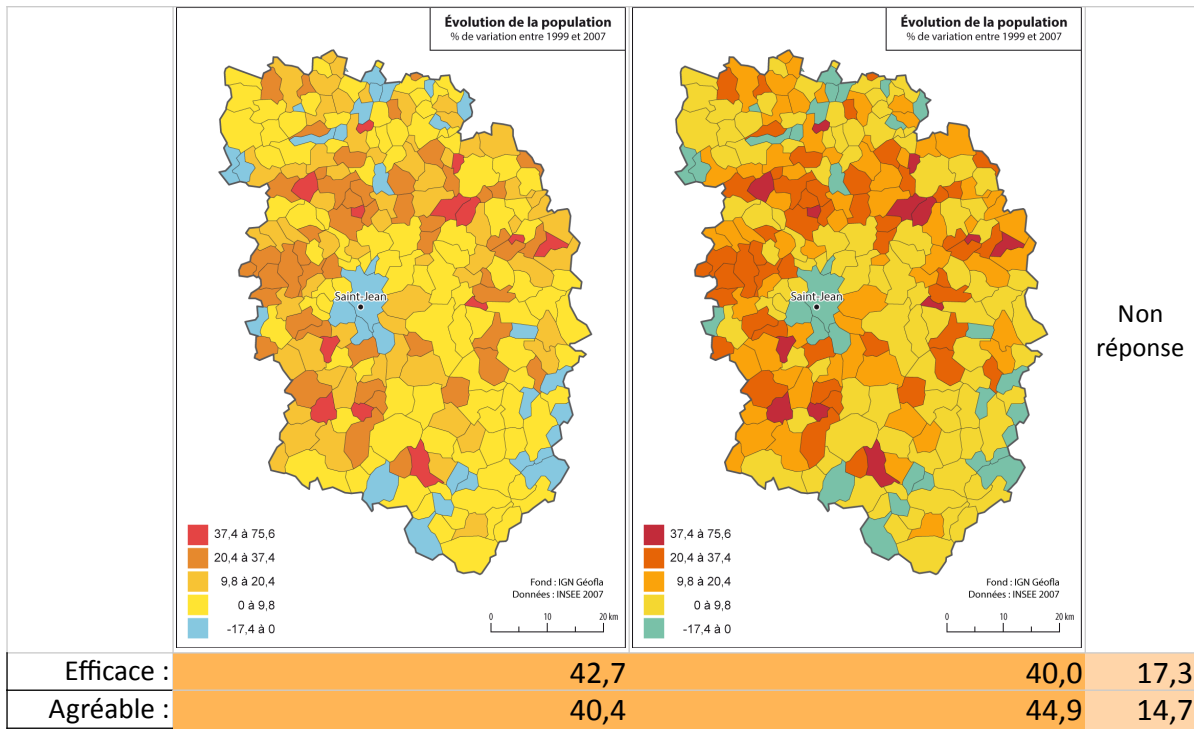 Évolution de la population
% de variation entre 1999 et 2007
Saint-Jean
37,4 à 75,6
20,4 à 37,4
9,8 à 20,4
0 à 9,8
-17,4 à 0
Fond : IGN Géofla
Données : INSEE 2007
0 10 20 km
Évolution de la population
% de variation entre 1999 et 2007
Saint-Jean
37,4 à 75,6
20,4 à 37,4
9,8 à 20,4
0 à 9,8
-17,4 à 0
Fond : IGN Géofla
Données : INSEE 2007
0 10 20 km
Non
réponse
Efficace : 42,7 40,0 17,3
Agréable : 40,4 44,9 14,7